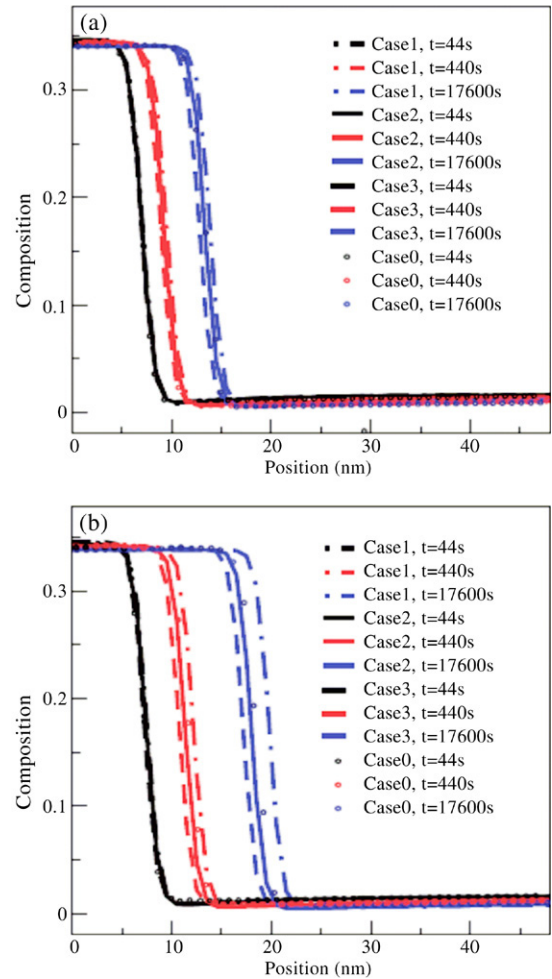 (a)
Case1, t=44s
Case1, t=440s
Case1, t=17600s
Case2, t=44s
Case2, t=440s
Case2, t=17600s
Case3, t=44s
Case3, t=440s
Case3, t=17600s
Case0, t=44s
Case0, t=440s
Case0, t=17600s
Composition
0.3
0.2
0.1
0
0
10
20
30
40
Position (nm)
(b)
Case1, t=44s
Case1, t=440s
Case1, t=17600s
Case2, t=44s
Case2, t=440s
Case2, t=17600s
Case3, t=44s
Case3, t=440s
Case3, t=17600s
Case0, t=44s
Case0, t=440s
Case0, t=17600s
Composition
0.3
0.2
0.1
0
0
10
20
30
40
Position (nm)